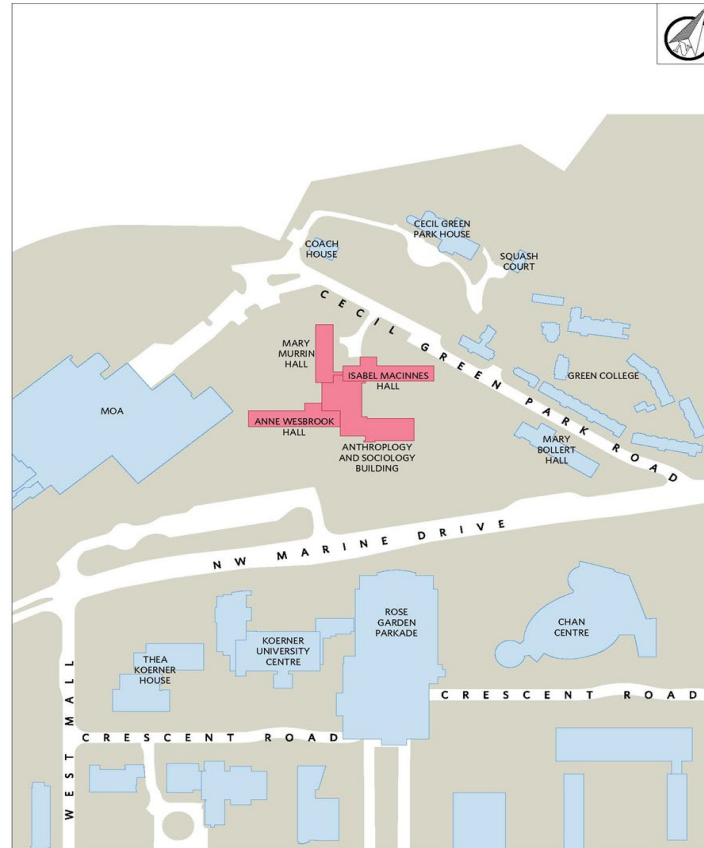 N
COACH
HOUSE
CECIL GREEN
PARK HOUSE
SQUASH
COURT
CECIL GREEN PARK ROAD
MARY
MURRIN
HALL
ISABEL MACINNES
HALL
GREEN COLLEGE
MOA
ANNE WESBROOK
HALL
ANTHROPLOGY
AND SOCIOLOGY
BUILDING
MARY
BOLLERT
HALL
NW MARINE DRIVE
ROSE
GARDEN
PARKADE
CHAN
CENTRE
KOERNER
UNIVERSITY
CENTRE
THEA
KOERNER
HOUSE
WEST MALL
CRESCENT ROAD
CRESCENT ROAD